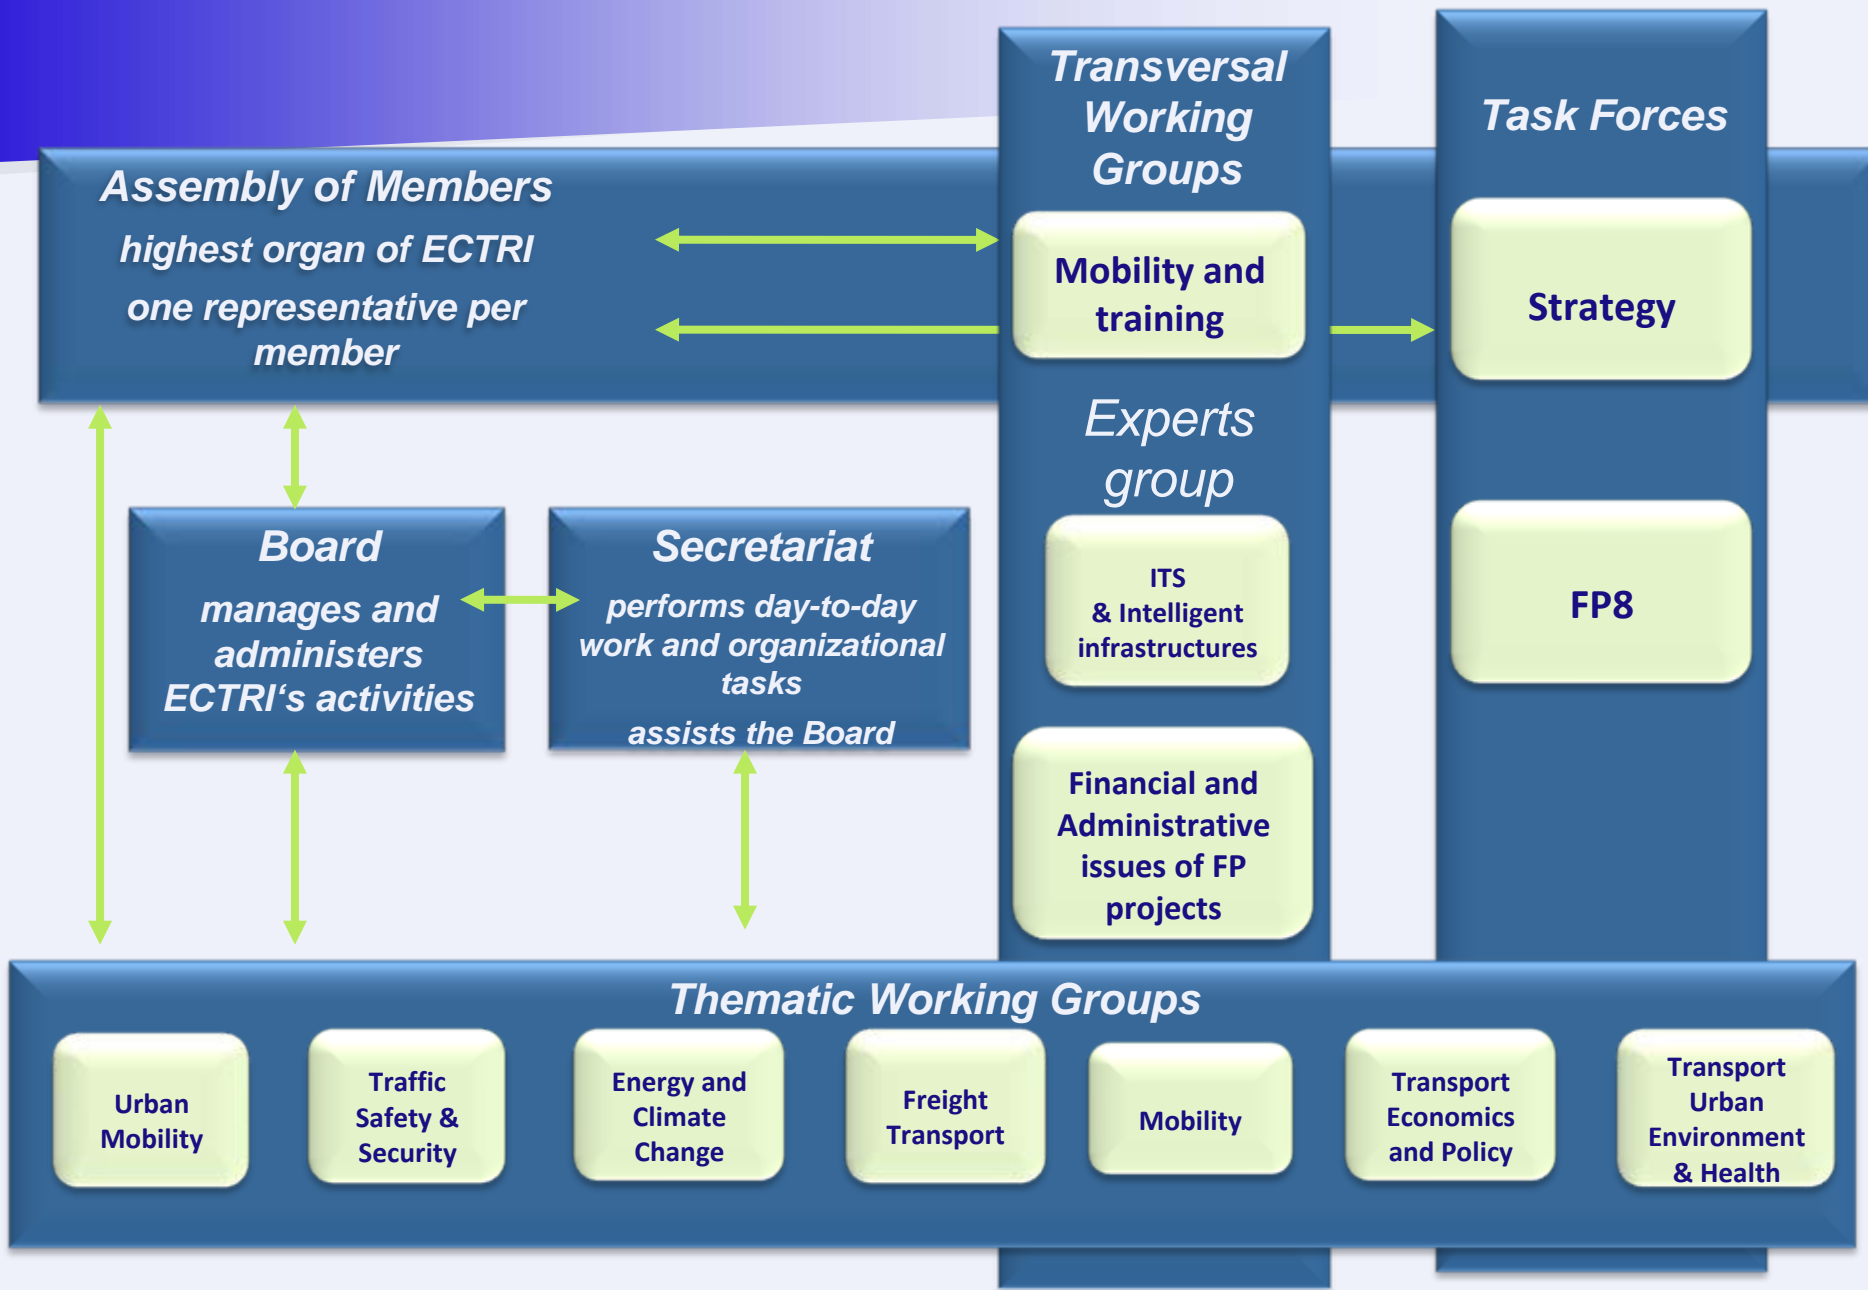 Transversal
Working
Groups
Task Forces
Assembly of Members
highest organ of ECTRI
one representative per
member
Mobility and
training
Strategy
Experts
group
Board
manages and
administers
ECTRI‘s activities
Secretariat
performs day-to-day
work and organizational
tasks
assists the Board
ITS
& Intelligent
infrastructures
FP8
Financial and
Administrative
issues of FP
projects
Thematic Working Groups
Urban
Mobility
Traffic
Safety &
Security
Energy and
Climate
Change
Freight
Transport
Mobility
Transport
Economics
and Policy
Transport
Urban
Environment
& Health